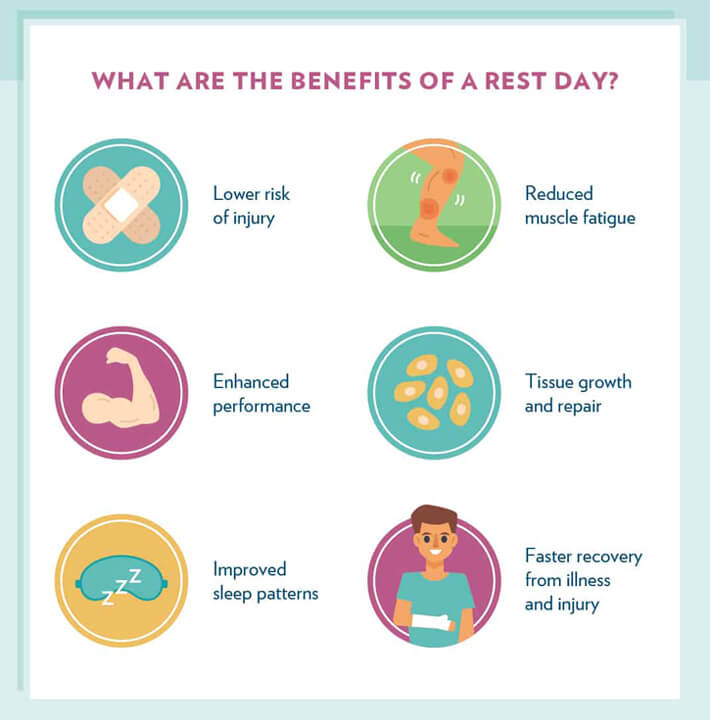 WHAT ARE THE BENEFITS OF A REST DAY?
Lower risk
of injury
Reduced
muscle fatigue
Enhanced
performance
Tissue growth
and repair
Improved
sleep patterns
zzz
Faster recovery
from illness
and injury